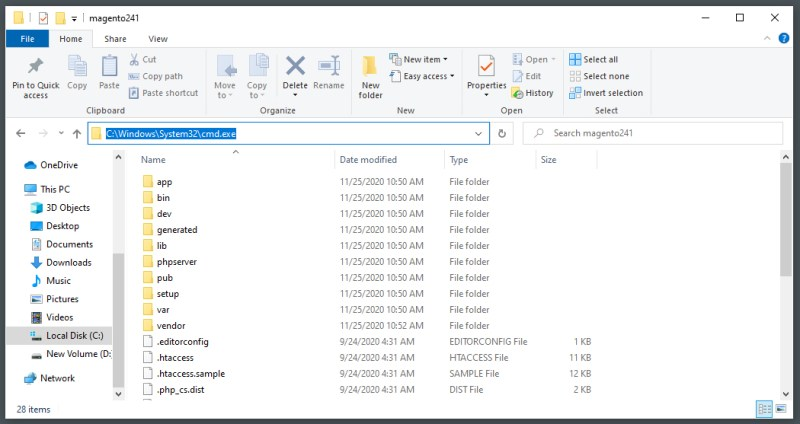 magento241
File Home Share View
Pin to Quick access
Copy
Paste
Cut
Copy path
Paste shortcut
Clipboard
Move to
Copy to
Delete
Rename
Organize
New folder
New item
Easy access
New
Properties
Open
Edit
History
Open
Select all
Select none
Invert selection
Select
C:\Windows\System32\cmd.exe
Search magento241
OneDrive
This PC
3D Objects
Desktop
Documents
Downloads
Music
Pictures
Videos
Local Disk (C:)
New Volume (D:
Network
Name Date modified Type Size
app 11/25/2020 10:50 AM File folder
bin 11/25/2020 10:50 AM File folder
dev 11/25/2020 10:50 AM File folder
generated 11/25/2020 10:50 AM File folder
lib 11/25/2020 10:50 AM File folder
phpserver 11/25/2020 10:50 AM File folder
pub 11/25/2020 10:50 AM File folder
setup 11/25/2020 10:50 AM File folder
var 11/25/2020 10:50 AM File folder
vendor 11/25/2020 10:52 AM File folder
.editorconfig 9/24/2020 4:31 AM EDITORCONFIG File 1 KB
.htaccess 9/24/2020 4:31 AM HTACCESS File 11 KB
.htaccess.sample 9/24/2020 4:31 AM SAMPLE File 12 KB
.php_cs.dist 9/24/2020 4:31 AM DIST File 2 KB
28 items